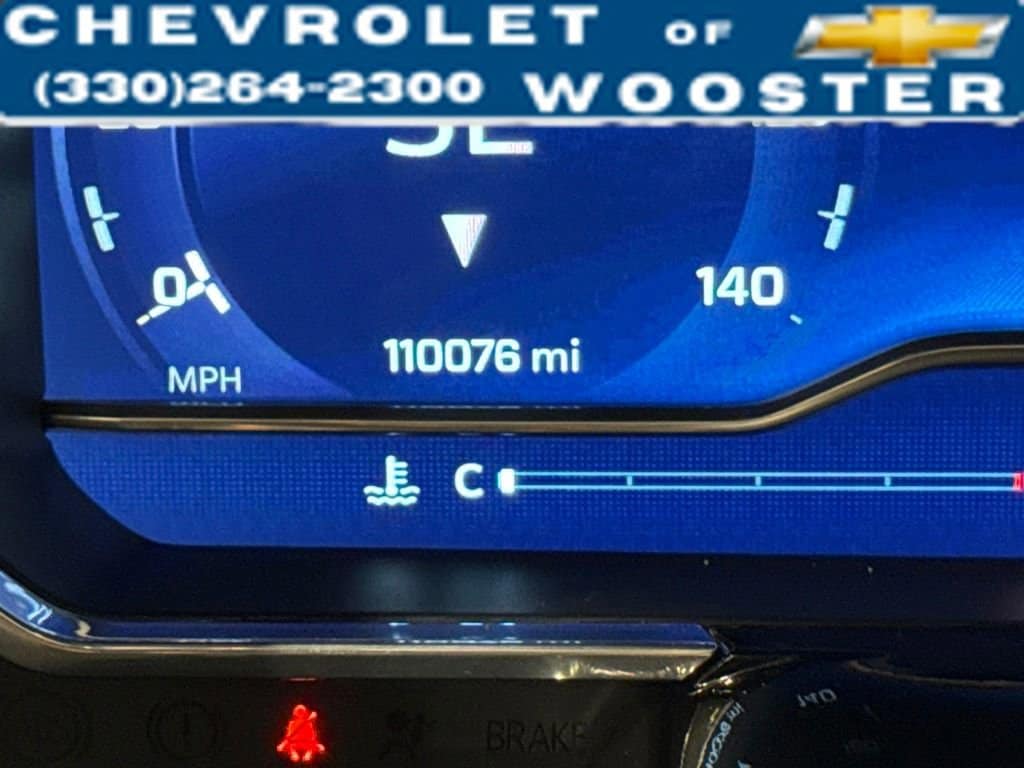 CHEVROLET OF
(330)264-2300 WOOSTER
0
140
110076 mi
MPH
C
BRAKE